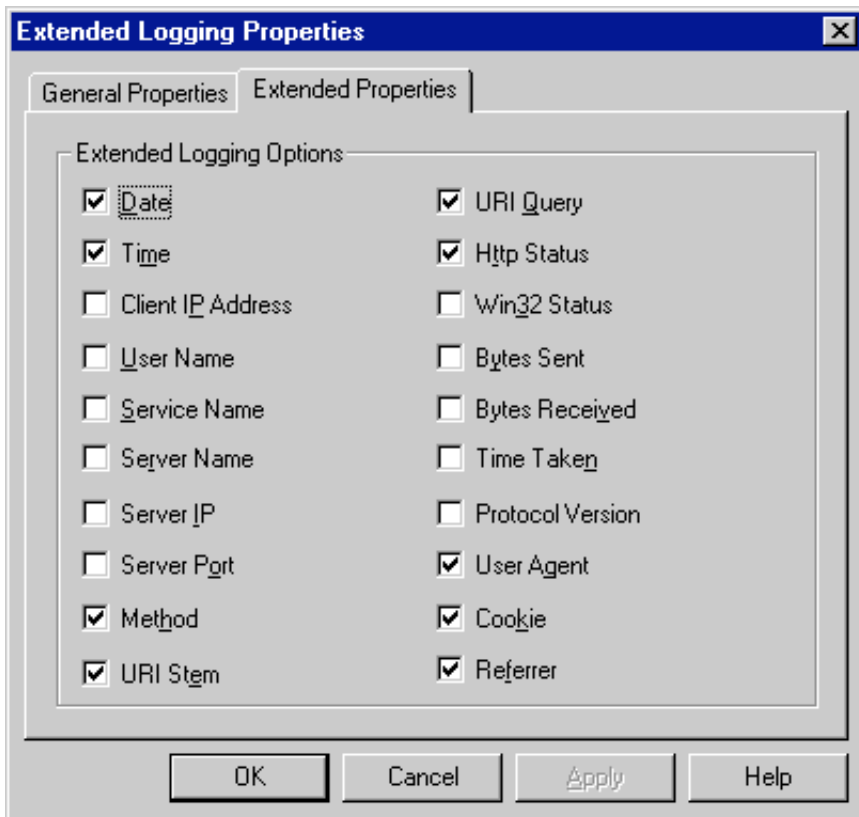 Extended Logging Properties
General Properties
Extended Properties
Extended Logging Options
Date
Time
Client IP Address
User Name
Service Name
Server Name
Server IP
Server Port
Method
URI Stem
URI Query
Http Status
Win32 Status
Bytes Sent
Bytes Received
Time Taken
Protocol Version
User Agent
Cookie
Referrer
OK
Cancel
Apply
Help